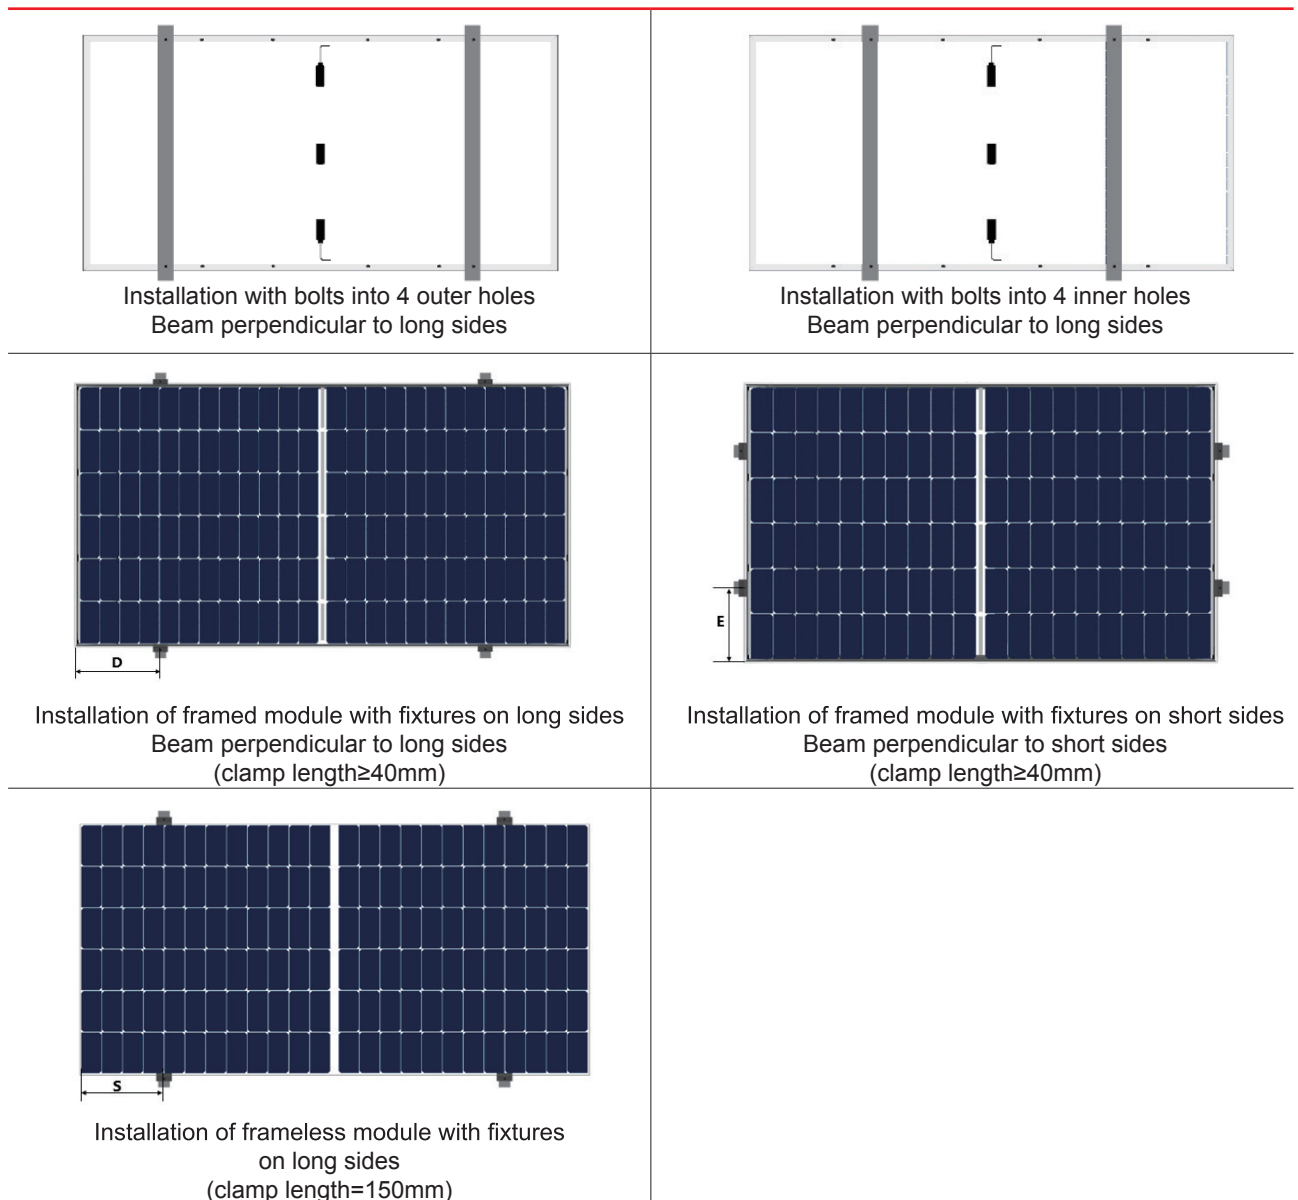 Installation with bolts into 4 outer holes
Beam perpendicular to long sides
Installation with bolts into 4 inner holes
Beam perpendicular to long sides
D
Installation of framed module with fixtures on long sides
Beam perpendicular to long sides
(clamp length≥40mm)
E
Installation of framed module with fixtures on short sides
Beam perpendicular to short sides
(clamp length≥40mm)
S
Installation of frameless module with fixtures
on long sides
(clamp length=150mm)